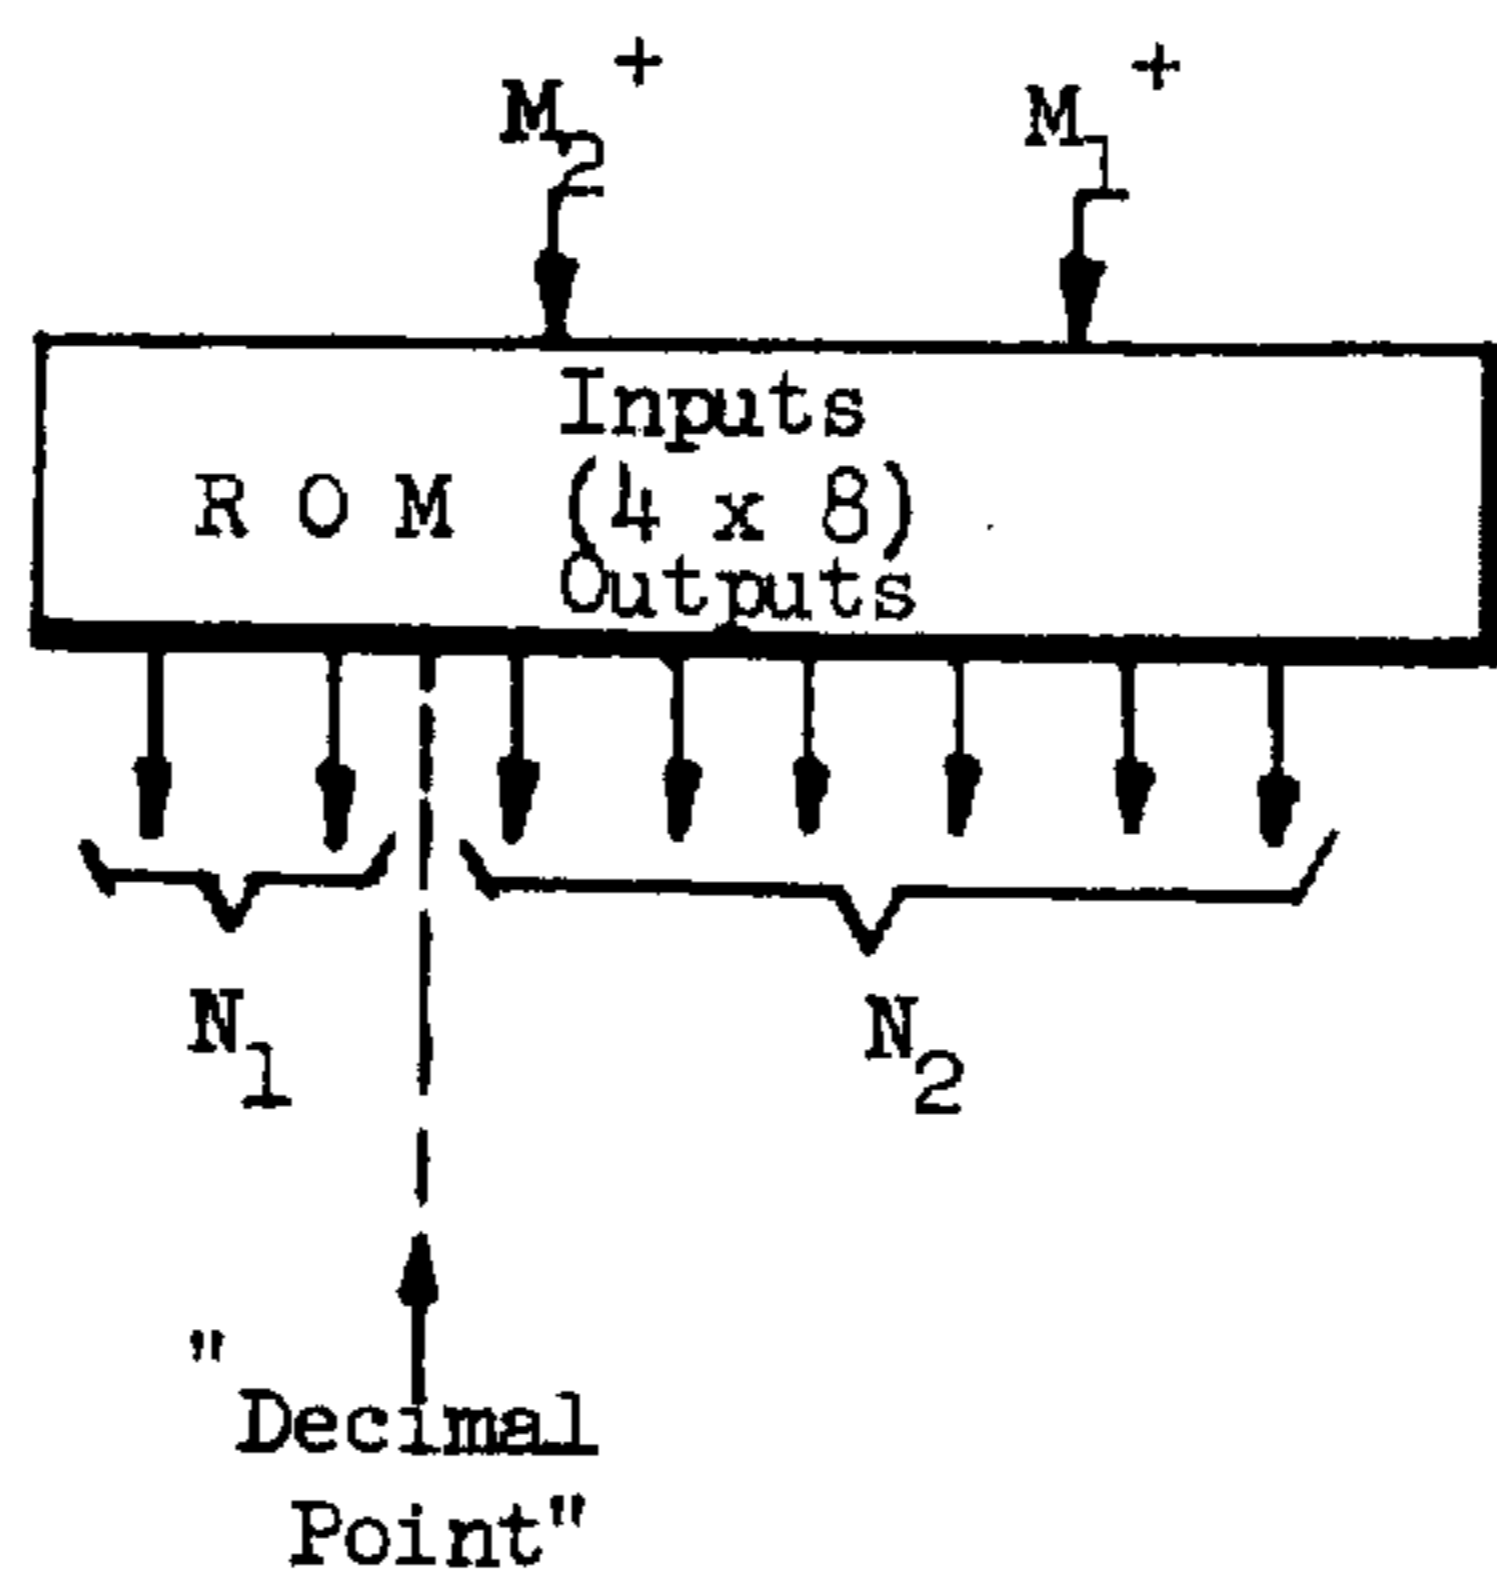 M₂⁺ M₁⁺
Inputs
R O M (4 x 8)
Outputs
N₁ N₂
"Decimal
Point"